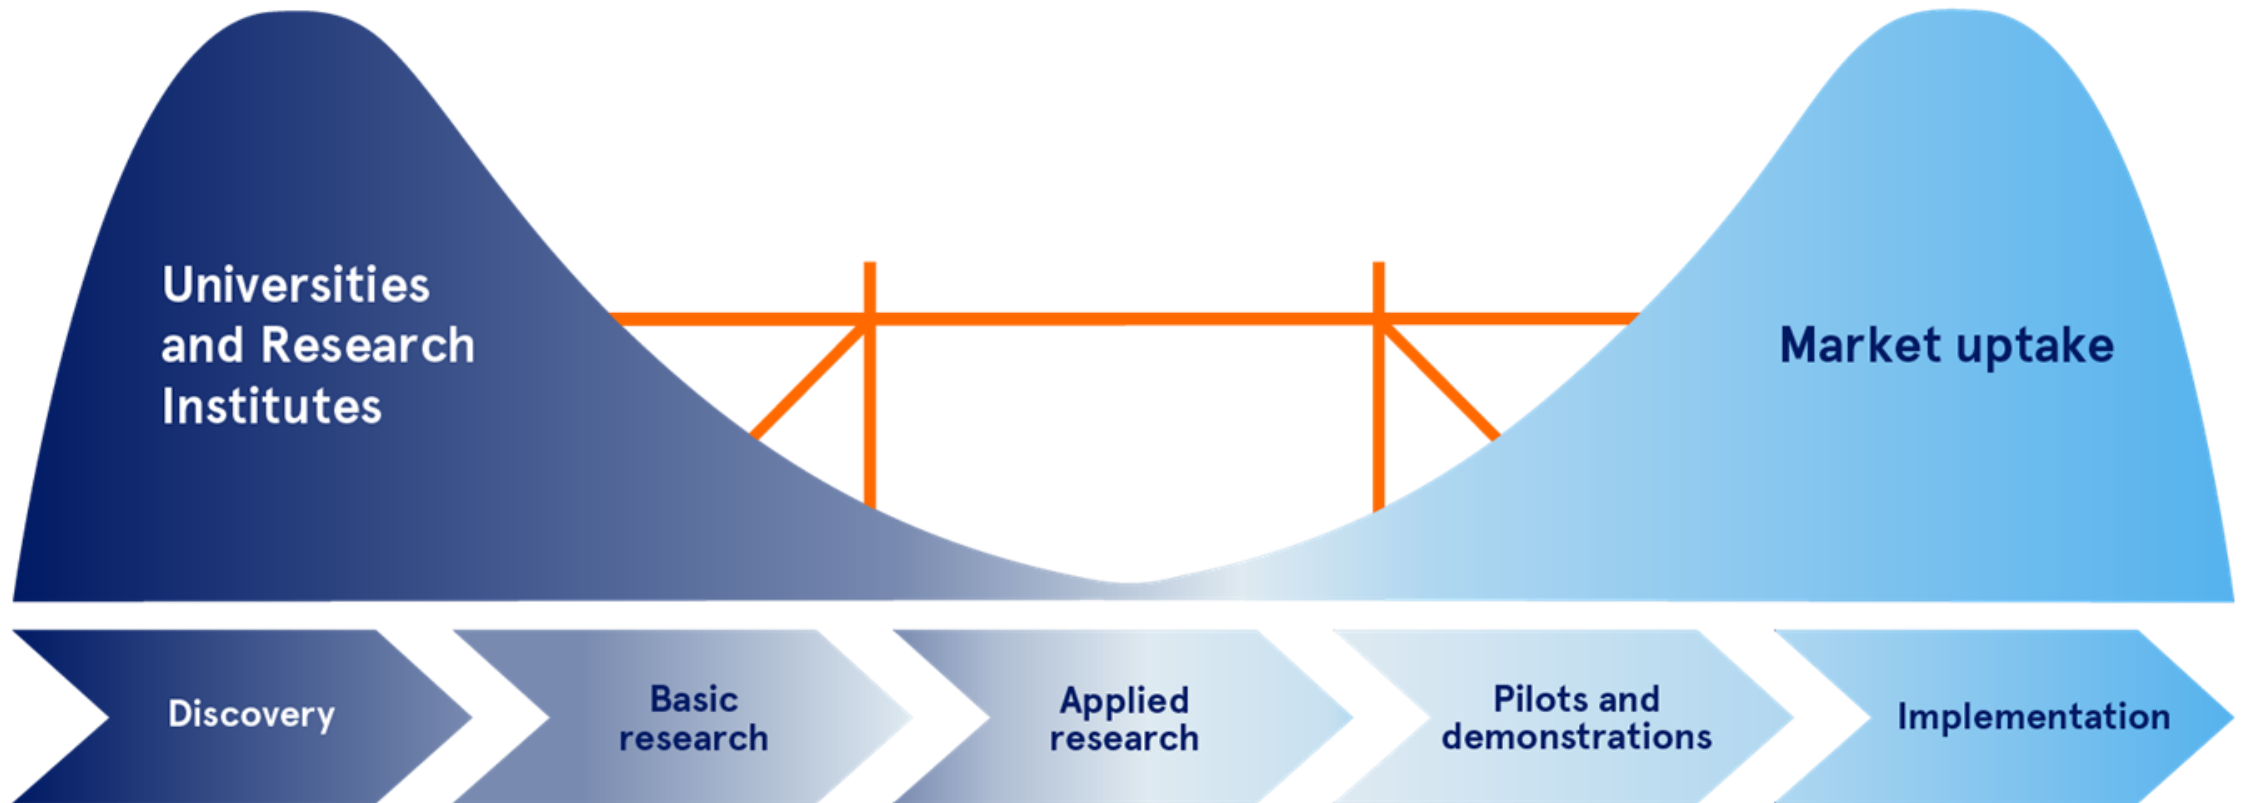 Universities
and Research
Institutes
Market uptake
Discovery
Basic
research
Applied
research
Pilots and
demonstrations
Implementation